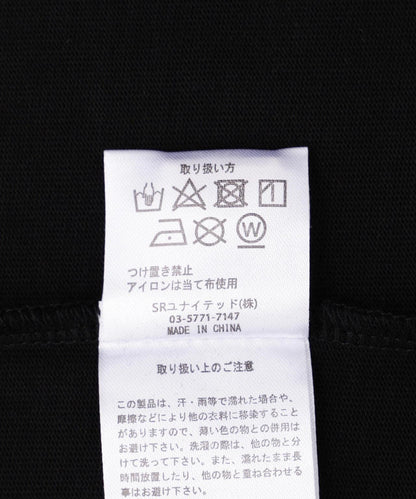 取り扱い方
W
つけ置き禁止
アイロンは当て布使用
SRユナイテッド(株)
03-5771-7147
MADE IN CHINA
取り扱い上のご注意
この製品は、汗・雨等で濡れた場合や、
摩擦などにより他の衣料に移染すること
がありますので、薄い色の物との併用は
お避け下さい。洗濯の際は、他の物と分
けて洗って下さい。また、濡れたまま長
時間放置したり、他の物と重ね合わせる
事はお避け下さい。